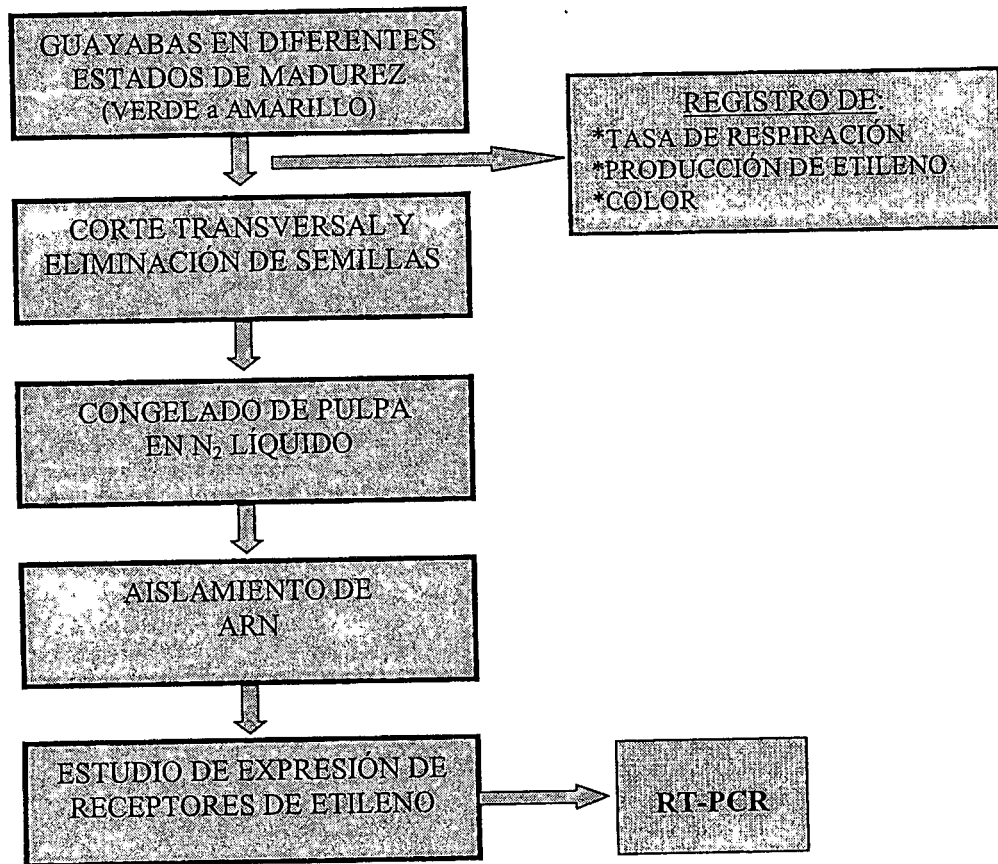 GUAYABAS EN DIFERENTES
ESTADOS DE MADUREZ
(VERDE a AMARILLO)
REGISTRO DE:
*TASA DE RESPIRACIÓN
*PRODUCCIÓN DE ETILENO
*COLOR
CORTE TRANSVERSAL Y
ELIMINACIÓN DE SEMILLAS
CONGELADO DE PULPA
EN N₂ LÍQUIDO
AISLAMIENTO DE
ARN
ESTUDIO DE EXPRESIÓN DE
RECEPTORES DE ETILENO
RT-PCR